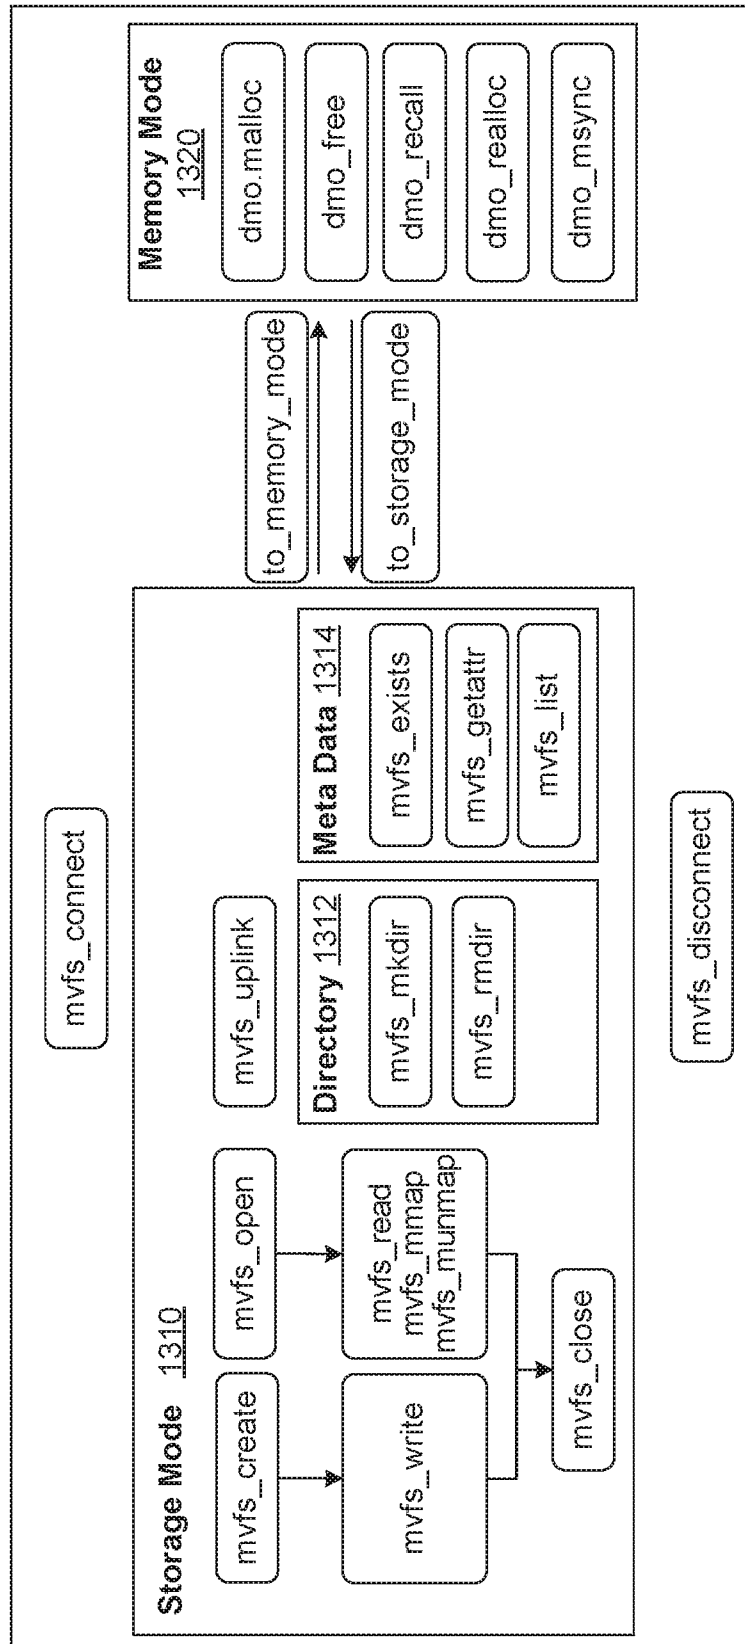 mvfs_connect
Storage Mode 1310
mvfs_create
mvfs_open
mvfs_uplink
mvfs_write
mvfs_read
mvfs_mmap
mvfs_munmap
mvfs_close
Directory 1312
mvfs_mkdir
mvfs_rmdir
Meta Data 1314
mvfs_exists
mvfs_getattr
mvfs_list
to_memory_mode
to_storage_mode
Memory Mode
1320
dmo.malloc
dmo_free
dmo_recall
dmo_realloc
dmo_msync
mvfs_disconnect